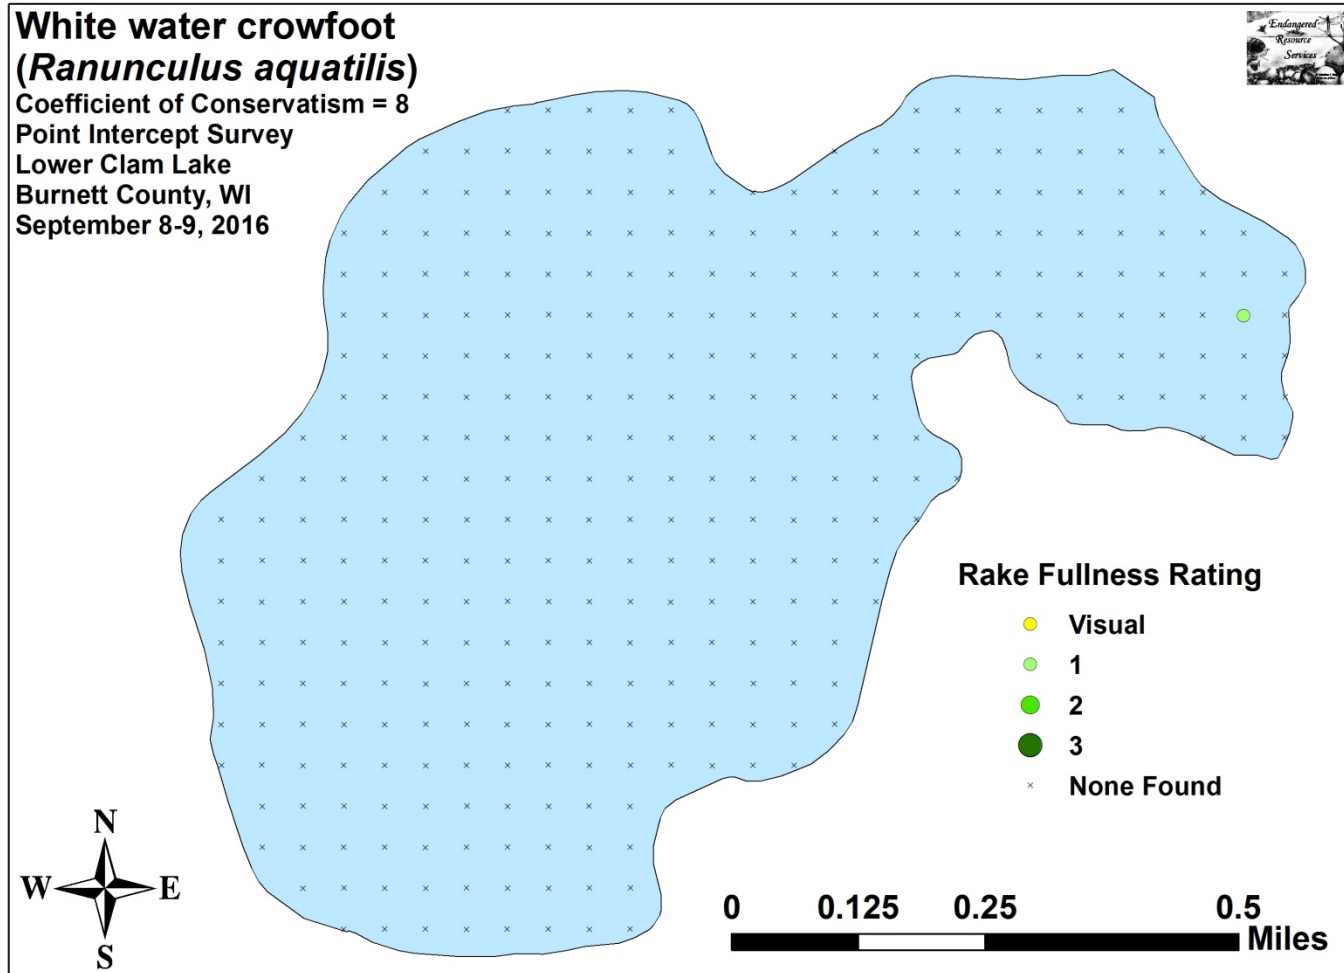 White water crowfoot
(Ranunculus aquatilis)
Coefficient of Conservatism = 8
Point Intercept Survey
Lower Clam Lake
Burnett County, WI
September 8-9, 2016
Endangered
Resource
Services
Rake Fullness Rating
Visual
1
2
3
None Found
N
W E
S
0 0.125 0.25 0.5
Miles